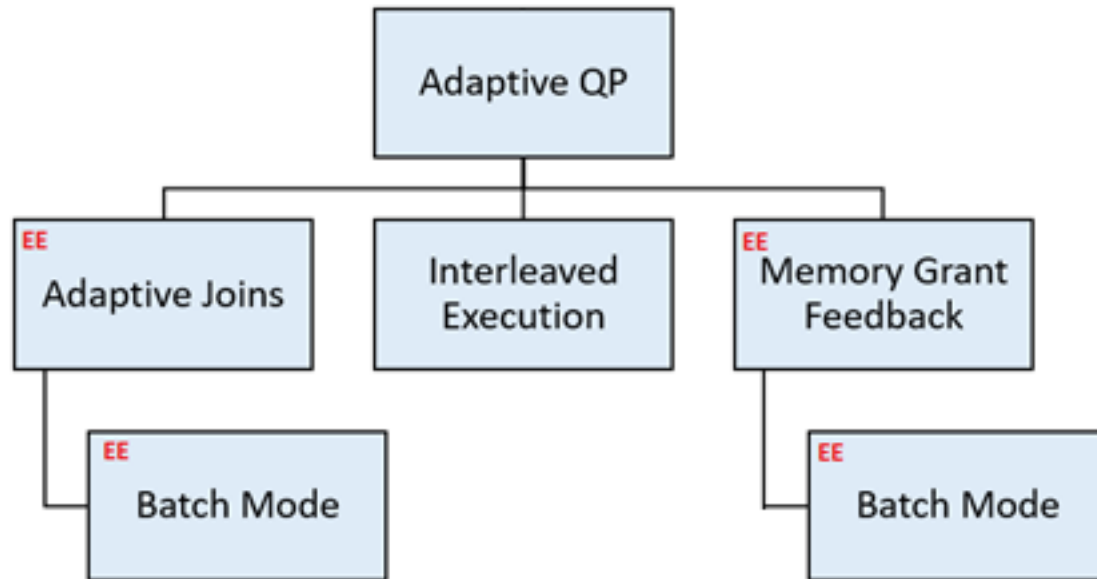 Adaptive QP
EE
Adaptive Joins
Interleaved
Execution
EE
Memory Grant
Feedback
EE
Batch Mode
EE
Batch Mode